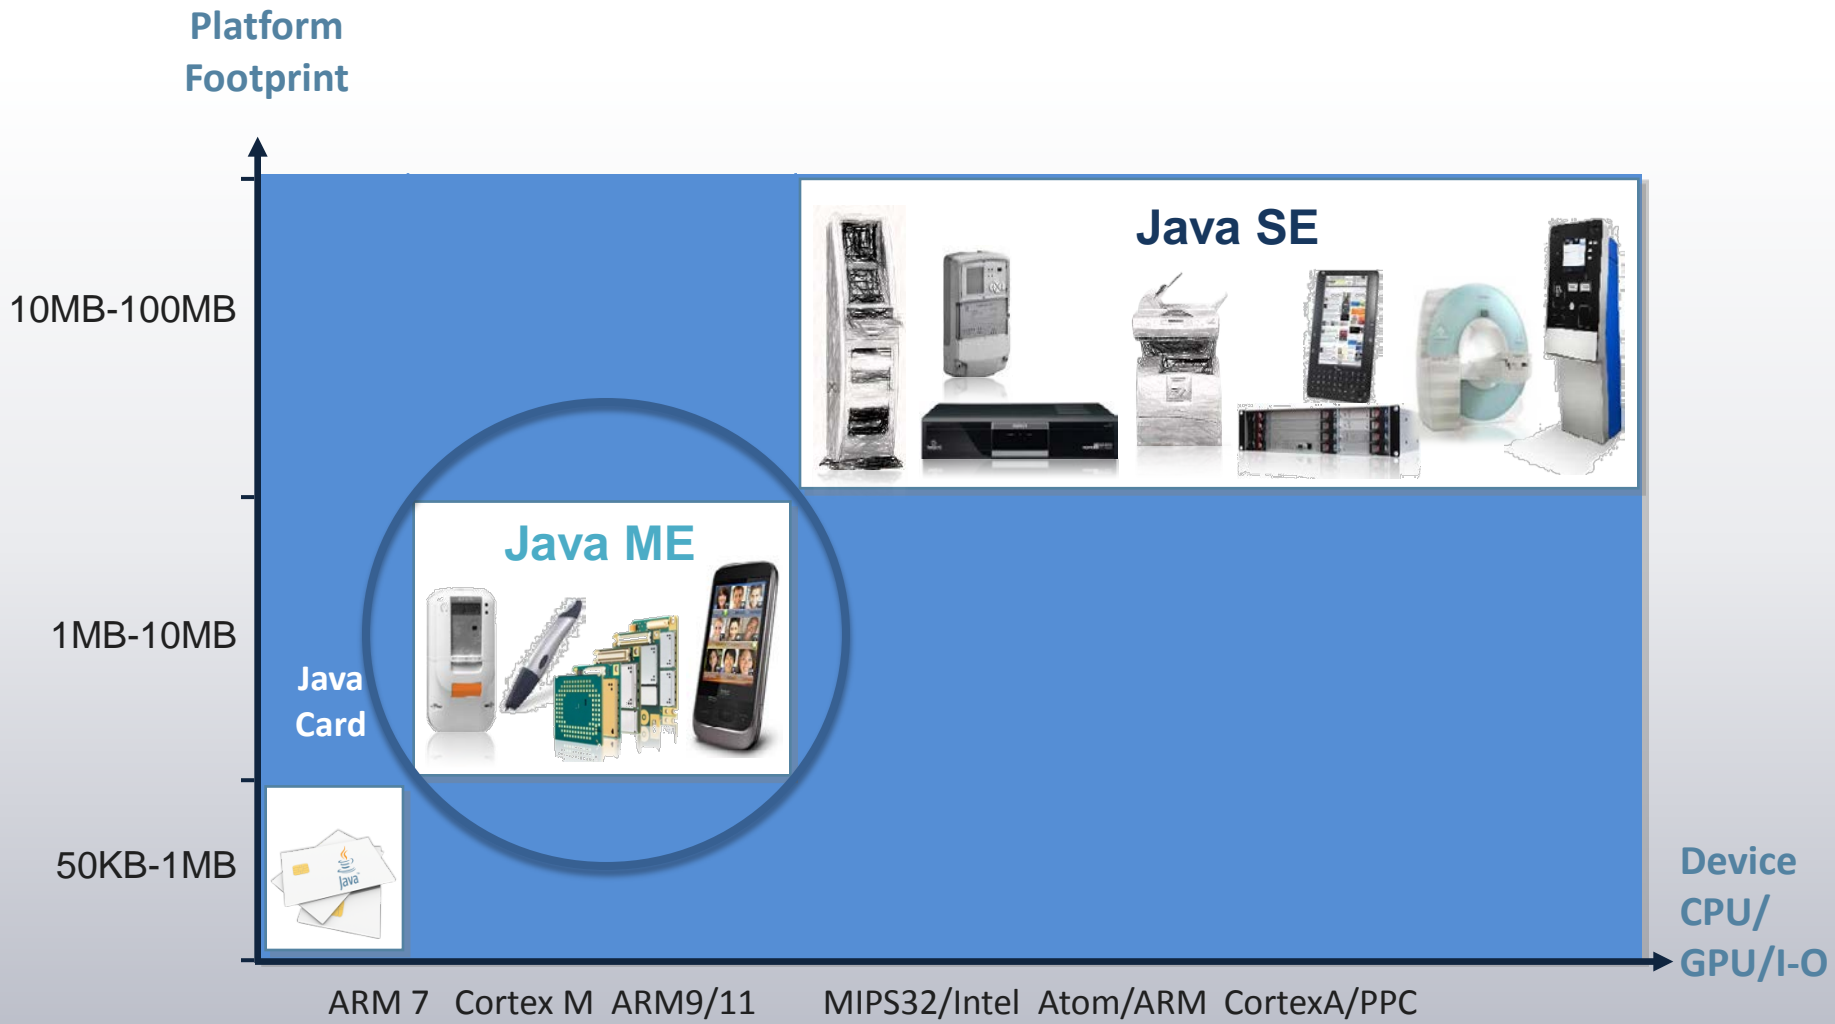 Platform
Footprint
Java SE
10MB-100MB
Java ME
1MB-10MB
Java
Card
50KB-1MB
Java
Device
CPU/
GPU/I-O
ARM 7 Cortex M ARM9/11 MIPS32/Intel Atom/ARM CortexA/PPC